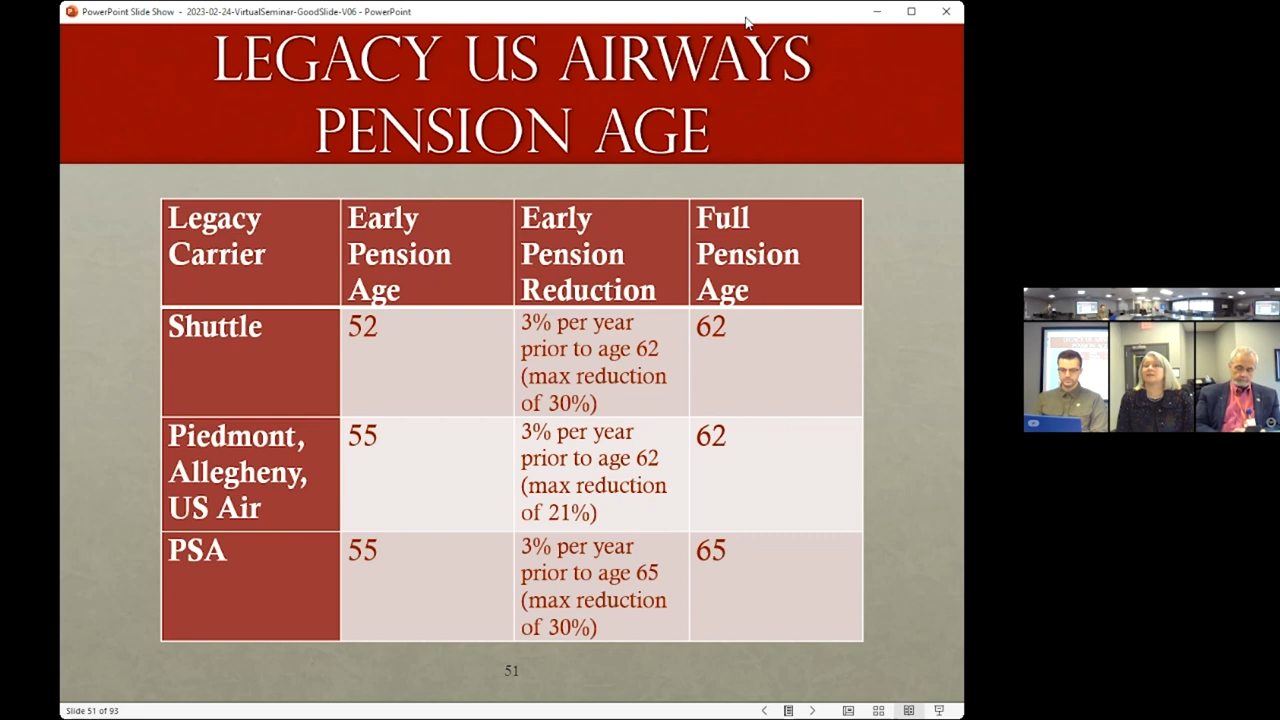 PowerPoint Slide Show - 2023-02-24-VirtualSeminar-GoodSlide-V06 - PowerPoint
LEGACY US AIRWAYS
PENSION AGE
Legacy
Carrier
Early
Pension
Age
Early
Pension
Reduction
Full
Pension
Age
Shuttle
52
3% per year
prior to age 62
(max reduction
of 30%)
62
Piedmont,
Allegheny,
US Air
55
3% per year
prior to age 62
(max reduction
of 21%)
62
PSA
55
3% per year
prior to age 65
(max reduction
of 30%)
65
51
Slide 51 of 93